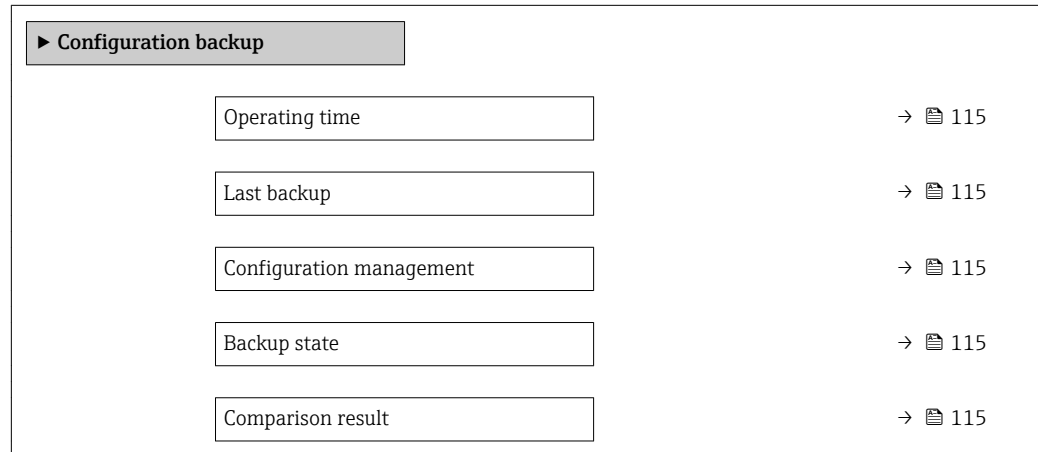 ► Configuration backup
Operating time → 115
Last backup → 115
Configuration management → 115
Backup state → 115
Comparison result → 115